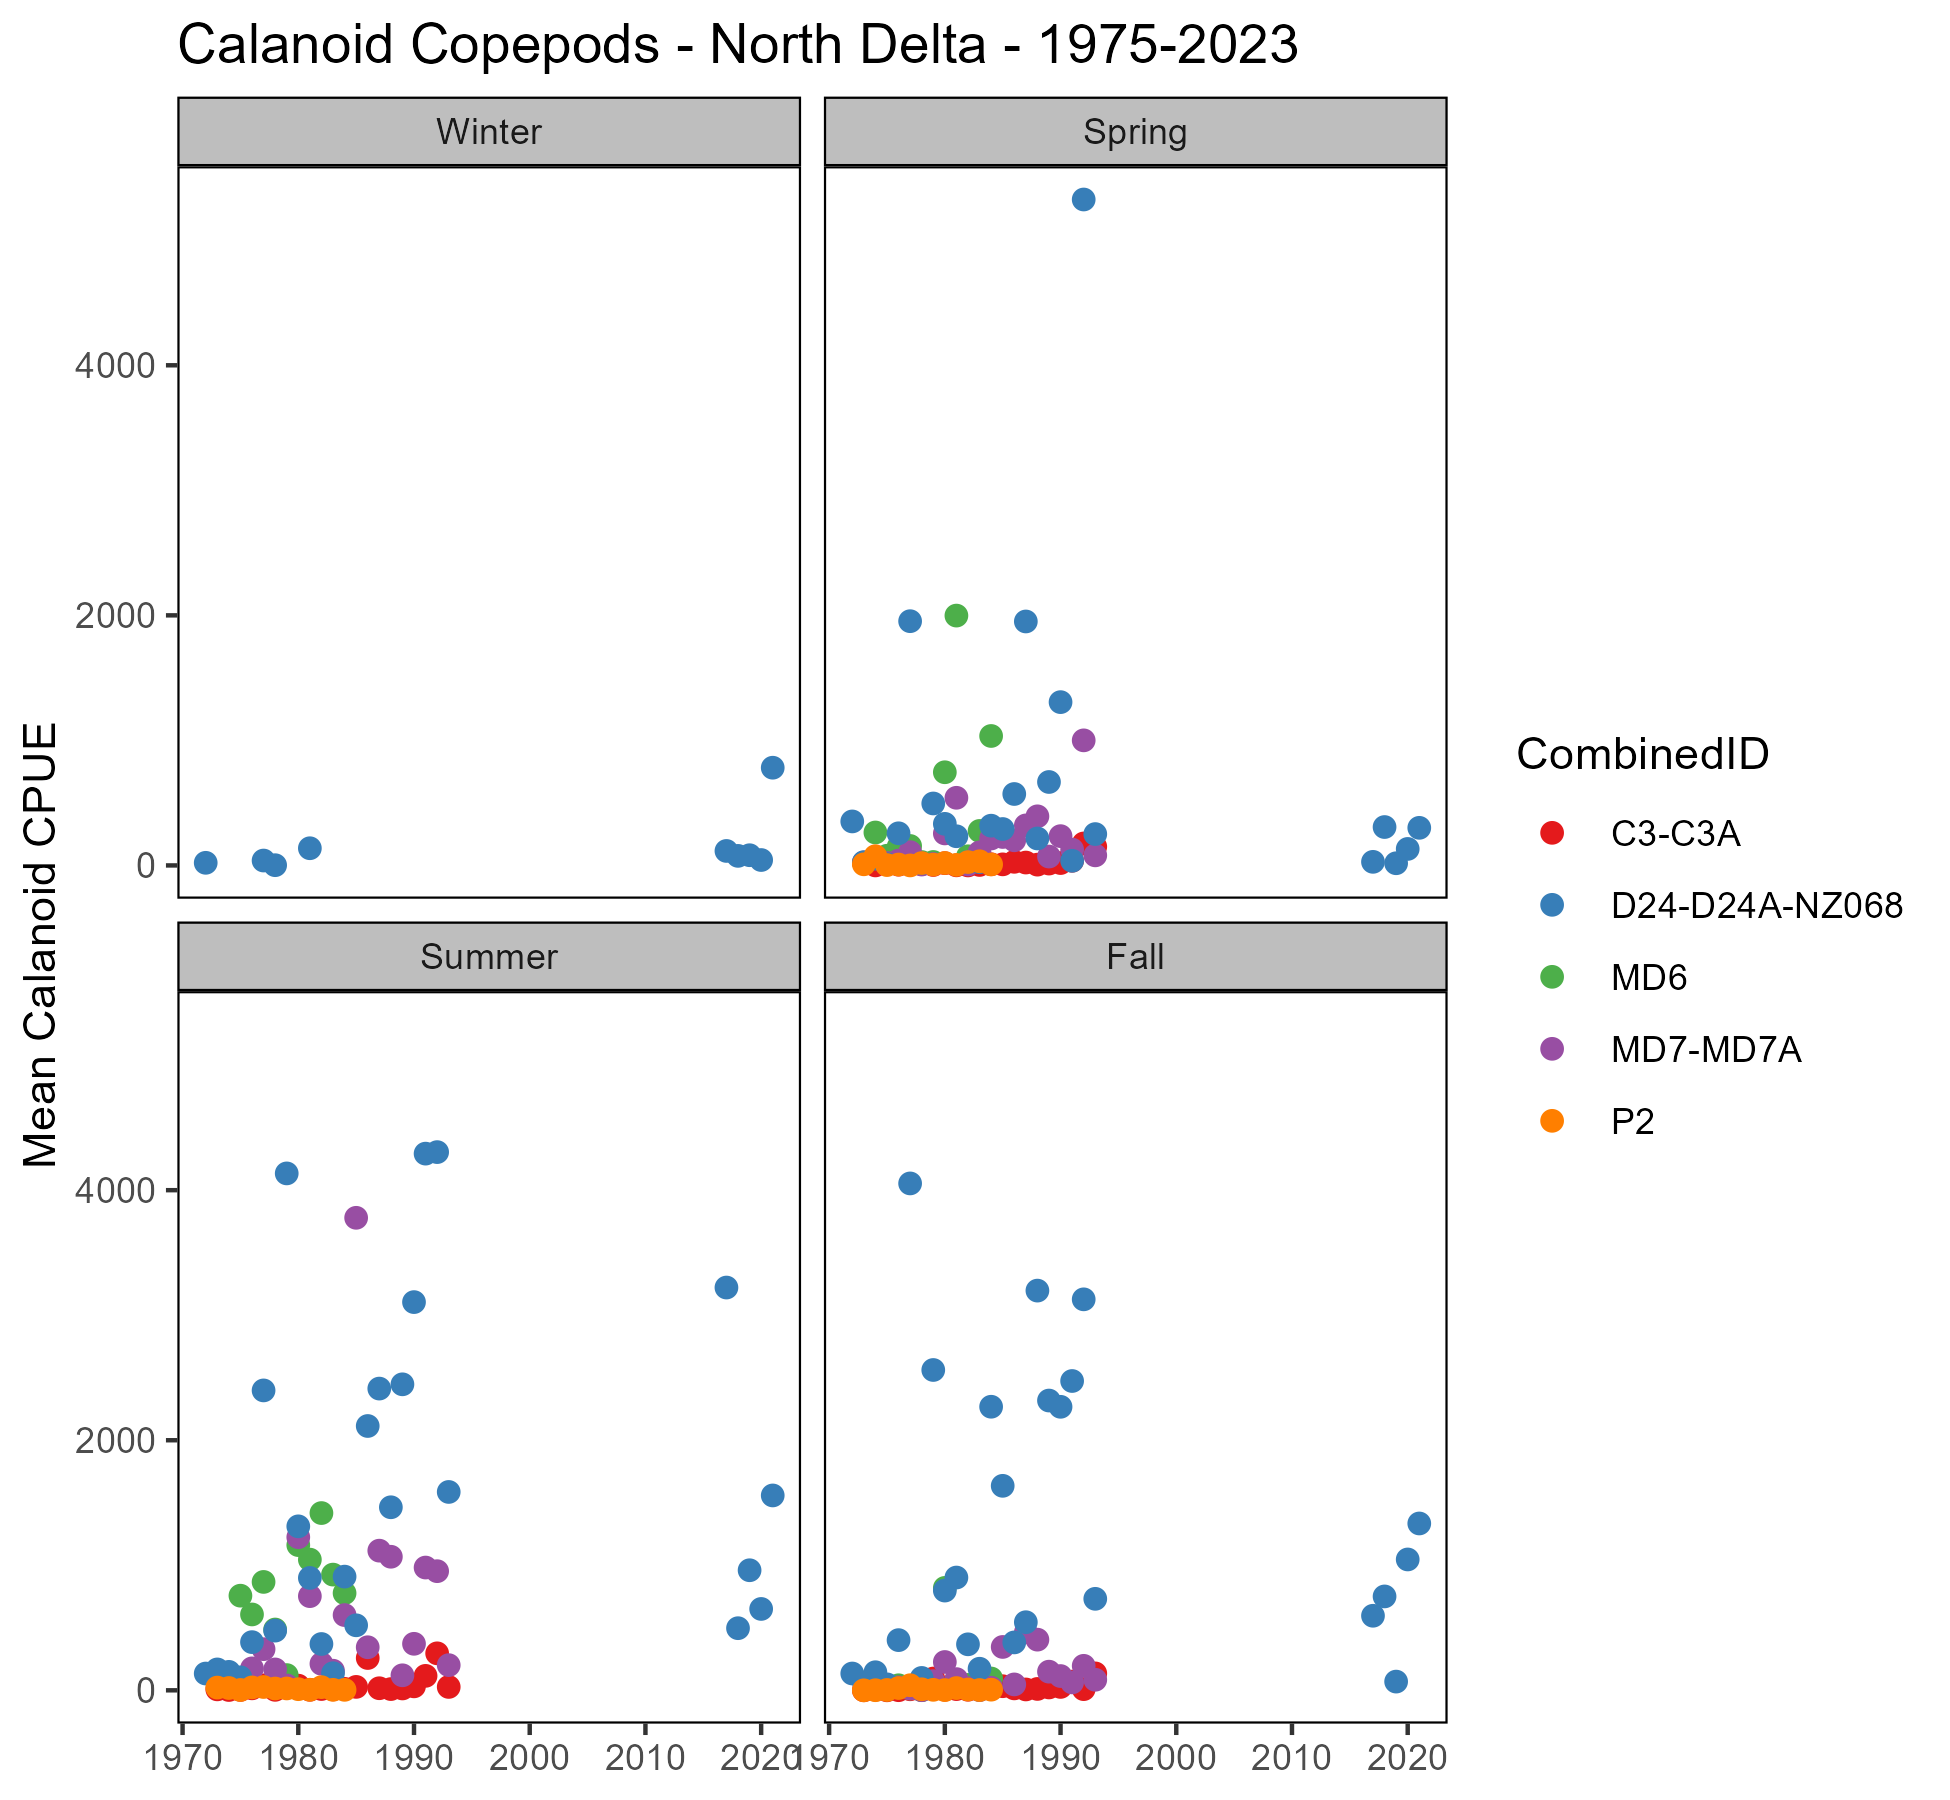 Calanoid Copepods - North Delta - 1975-2023
Winter
Spring
4000
2000
0
Summer
Fall
4000
2000
0
1970 1980 1990 2000 2010 2020
1970 1980 1990 2000 2010 2020
Mean Calanoid CPUE
CombinedID
C3-C3A
D24-D24A-NZ068
MD6
MD7-MD7A
P2